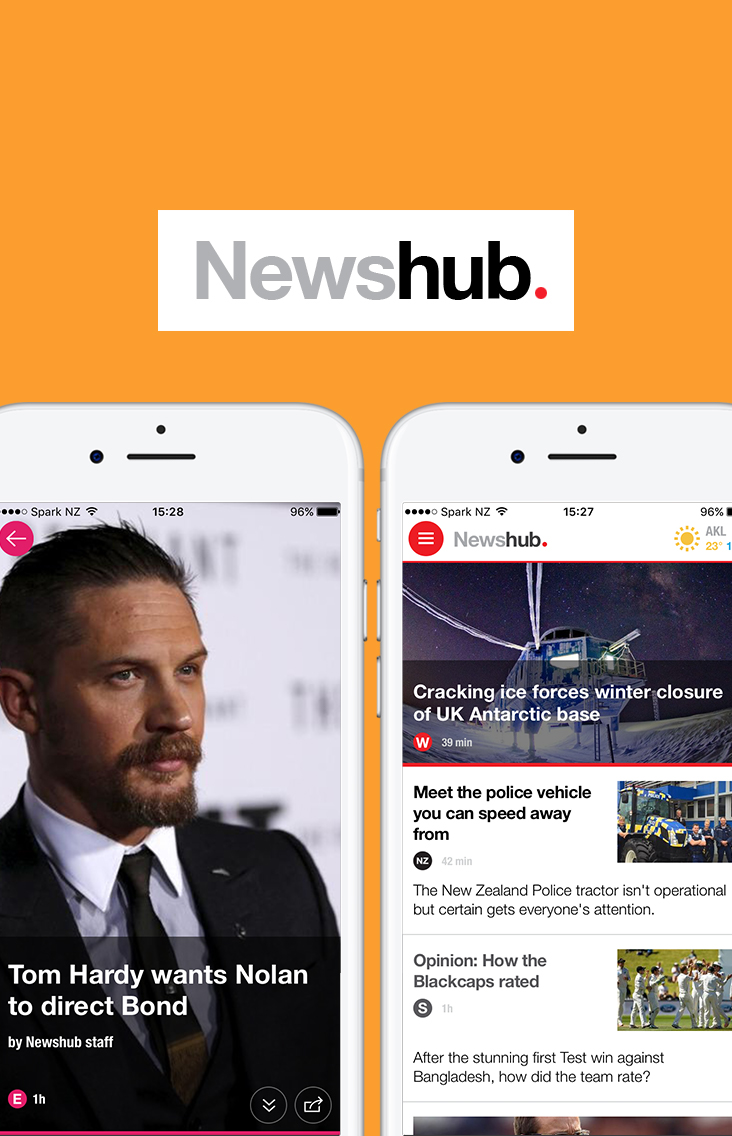 Newshub.
Spark NZ
15:28
96%
Tom Hardy wants Nolan
to direct Bond
by Newshub staff
E 1h
Spark NZ
15:27
96%
Newshub.
AKL
23° 1
Cracking ice forces winter closure
of UK Antarctic base
W 39 min
Meet the police vehicle
you can speed away
from
NZ 42 min
The New Zealand Police tractor isn't operational
but certain gets everyone's attention.
Opinion: How the
Blackcaps rated
S 1h
After the stunning first Test win against
Bangladesh, how did the team rate?